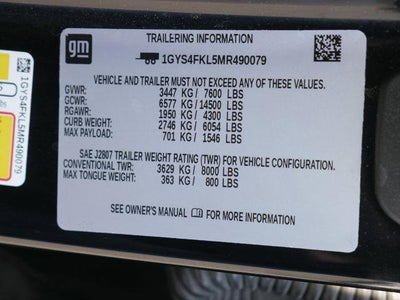 TRAILERING INFORMATION
gm
1GYS4FKL5MR490079
VEHICLE AND TRAILER MUST NOT EXCEED ANY OF THESE VALUES.
GVWR: 3447 KG / 7600 LBS
GCWR: 6577 KG / 14500 LBS
RGAWR: 1950 KG / 4300 LBS
CURB WEIGHT: 2746 KG / 6054 LBS
MAX PAYLOAD: 701 KG / 1546 LBS
SAE J2807 TRAILER WEIGHT RATING (TWR) FOR VEHICLE CONFIGURATION.
CONVENTIONAL TWR: 3629 KG / 8000 LBS
MAX TONGUE WEIGHT: 363 KG / 800 LBS
SEE OWNER'S MANUAL FOR MORE INFORMATION
1GYS4FKL5MR490079